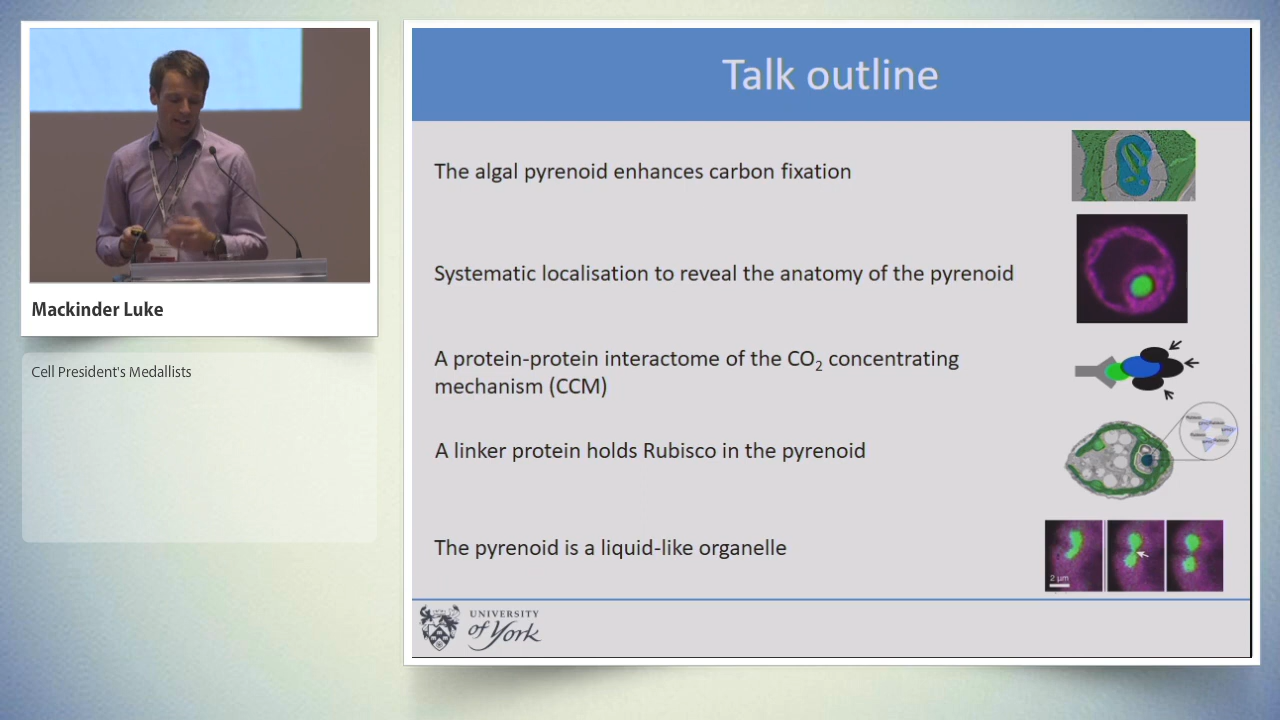 Talk outline
The algal pyrenoid enhances carbon fixation
Systematic localisation to reveal the anatomy of the pyrenoid
A protein-protein interactome of the CO₂ concentrating
mechanism (CCM)
A linker protein holds Rubisco in the pyrenoid
The pyrenoid is a liquid-like organelle
2 μm
UNIVERSITY
of York
Mackinder Luke
Cell President's Medallists